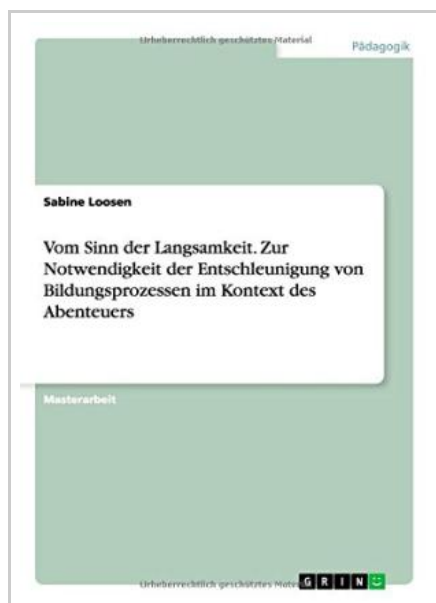 Urheberrechtlich geschütztes Material
Pädagogik
Sabine Loosen
Vom Sinn der Langsamkeit. Zur
Notwendigkeit der Entschleunigung von
Bildungsprozessen im Kontext des
Abenteuers
Masterarbeit
Urheberrechtlich geschütztes Mater
GRIN